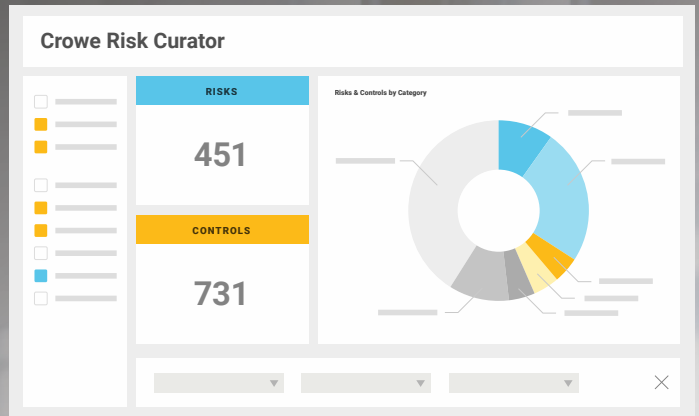 Crowe Risk Curator
RISKS
451
CONTROLS
731
Risks & Controls by Category